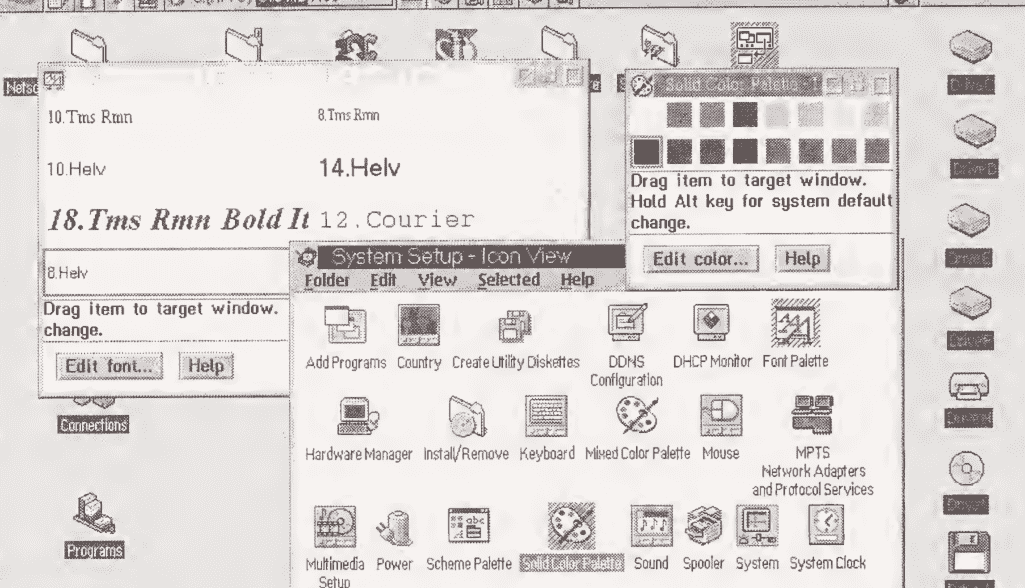 10.Tms Rmn
8.Tms Rmn
10.Helv
14.Helv
18.Tms Rmn Bold It
12.Courier
8.Helv
Drag item to target window.
change.
Edit font...
Help
Solid Color Palette
Drag item to target window.
Hold Alt key for system default
change.
Edit color...
Help
System Setup - Icon View
Folder Edit View Selected Help
Add Programs
Country
Create Utility Diskettes
DDNS
Configuration
DHCP Monitor
Font Palette
Hardware Manager
Install/Remove
Keyboard
Mixed Color Palette
Mouse
MPTS
Network Adapters
and Protocol Services
Multimedia
Setup
Power
Scheme Palette
Solid Color Palette
Sound
Spooler
System
System Clock
Connections
Programs
Drive D